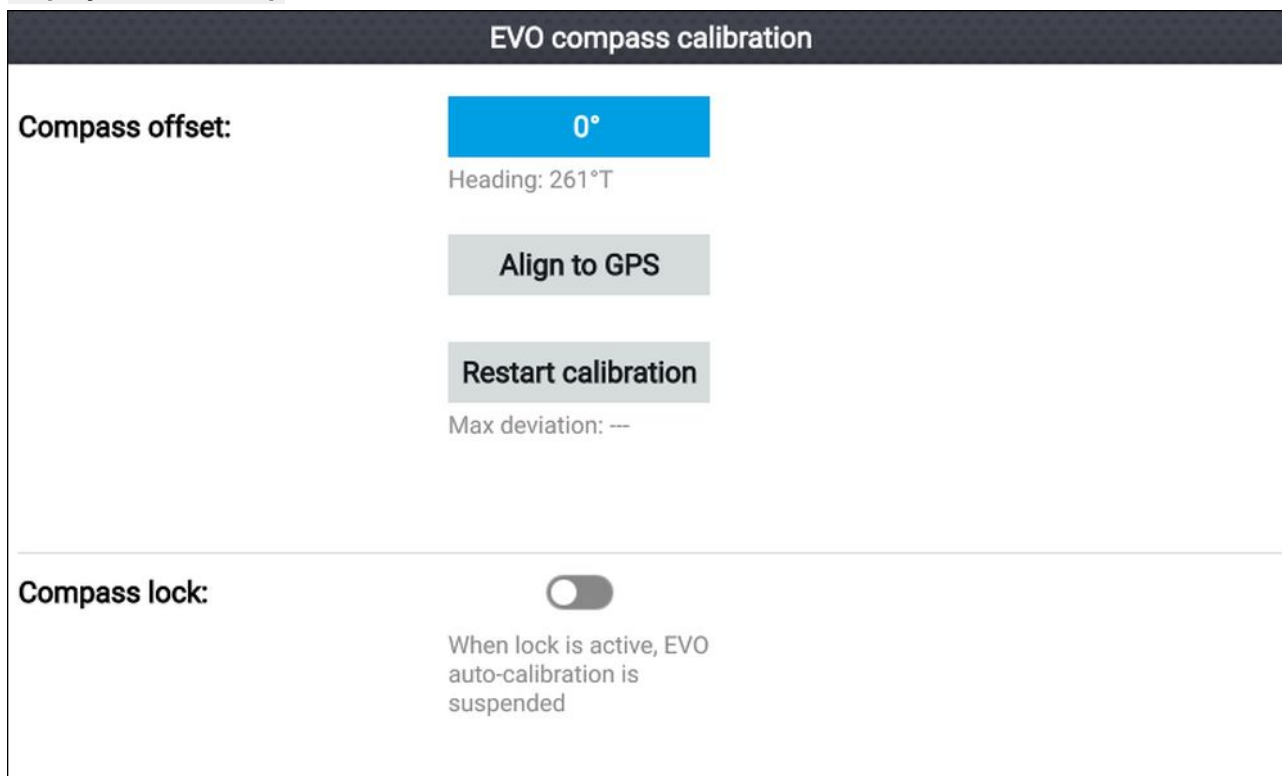 EVO compass calibration
Compass offset:
0°
Heading: 261°T
Align to GPS
Restart calibration
Max deviation: ---
Compass lock:
When lock is active, EVO
auto-calibration is
suspended